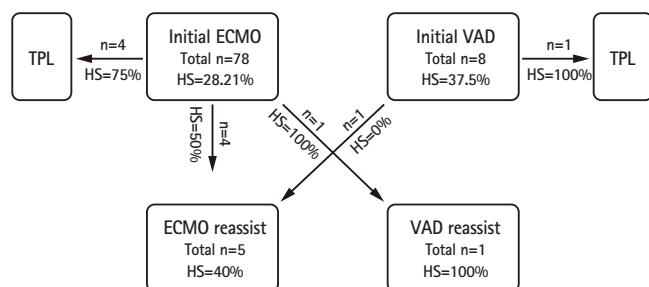 Initial ECMO
Total n=78
HS=28.21%
Initial VAD
Total n=8
HS=37.5%
TPL
n=4
HS=75%
n=1
HS=100%
TPL
n=4
HS=50%
n=1
HS=100%
n=1
HS=0%
ECMO reassist
Total n=5
HS=40%
VAD reassist
Total n=1
HS=100%